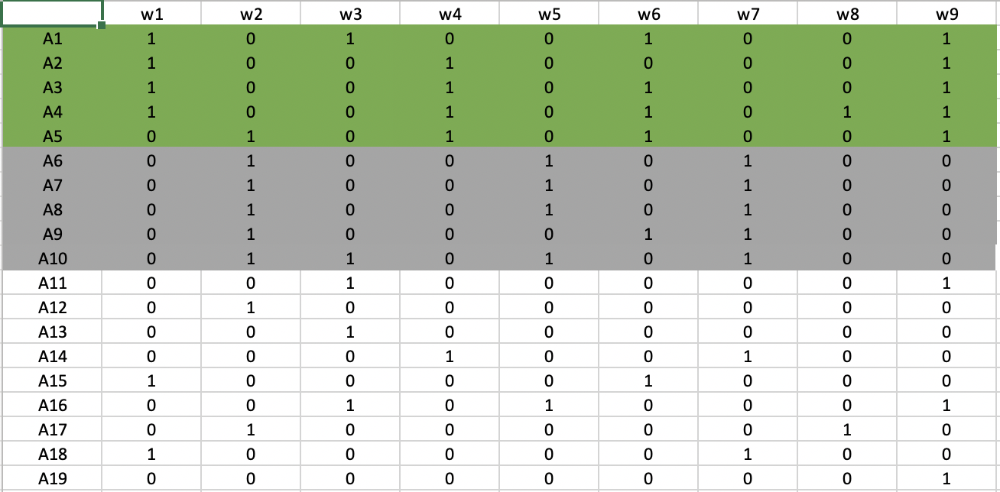 w1 w2 w3 w4 w5 w6 w7 w8 w9
A1 1 0 1 0 0 1 0 0 1
A2 1 0 0 1 0 0 0 0 1
A3 1 0 0 1 0 1 0 0 1
A4 1 0 0 1 0 1 0 1 1
A5 0 1 0 1 0 1 0 0 1
A6 0 1 0 0 1 0 1 0 0
A7 0 1 0 0 1 0 1 0 0
A8 0 1 0 0 1 0 1 0 0
A9 0 1 0 0 0 1 1 0 0
A10 0 1 1 0 1 0 1 0 0
A11 0 0 1 0 0 0 0 0 1
A12 0 1 0 0 0 0 0 0 0
A13 0 0 1 0 0 0 0 0 0
A14 0 0 0 1 0 0 1 0 0
A15 1 0 0 0 0 1 0 0 0
A16 0 0 1 0 1 0 0 0 1
A17 0 1 0 0 0 0 0 1 0
A18 1 0 0 0 0 0 1 0 0
A19 0 0 0 0 0 0 0 0 1